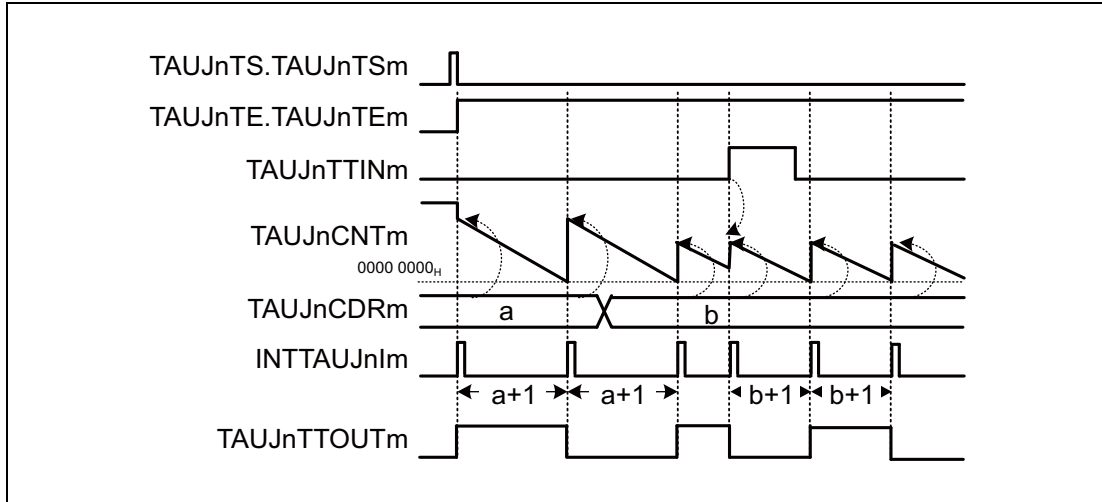 TAUJnTS.TAUJnTSm
TAUJnTE.TAUJnTEm
TAUJnTTINm
TAUJnCNTm
0000 0000H
TAUJnCDRm
a
b
INTTAUJnIm
a+1
a+1
b+1
b+1
TAUJnTTOUTm